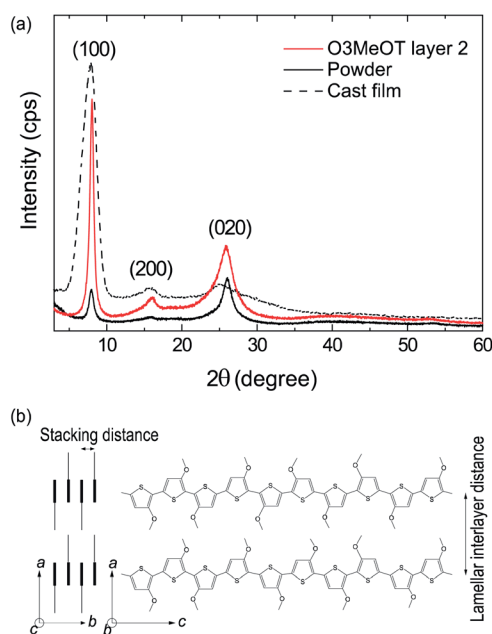 (a)
(100)
(200)
(020)
O3MeOT layer 2
Powder
Cast film
Intensity (cps)
10 20 30 40 50 60
2θ (degree)
(b)
Stacking distance
Lamellar interlayer distance
O O O O
S S S S S S S S S
O O O O O
a a
c b b c
O O O O
S S S S S S S S S
O O O O O